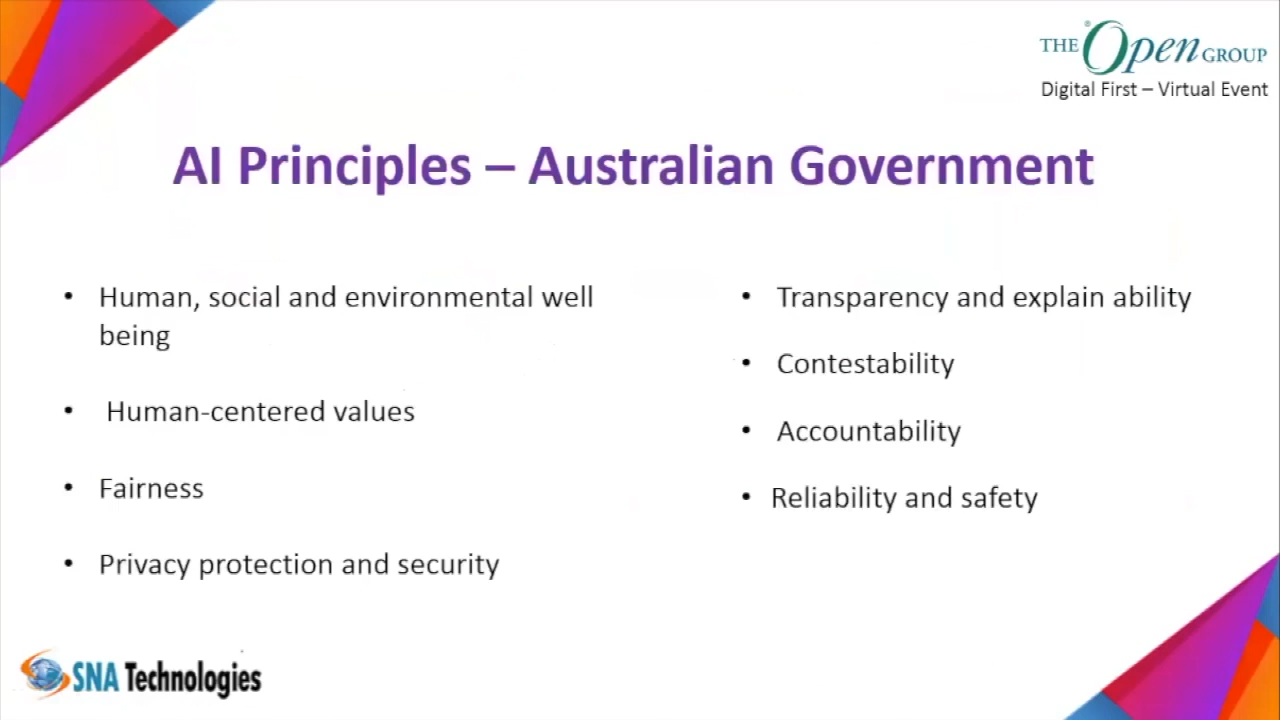 THE Open GROUP
Digital First – Virtual Event
AI Principles – Australian Government
• Human, social and environmental well
being
• Human-centered values
• Fairness
• Privacy protection and security
• Transparency and explain ability
• Contestability
• Accountability
• Reliability and safety
SNA Technologies